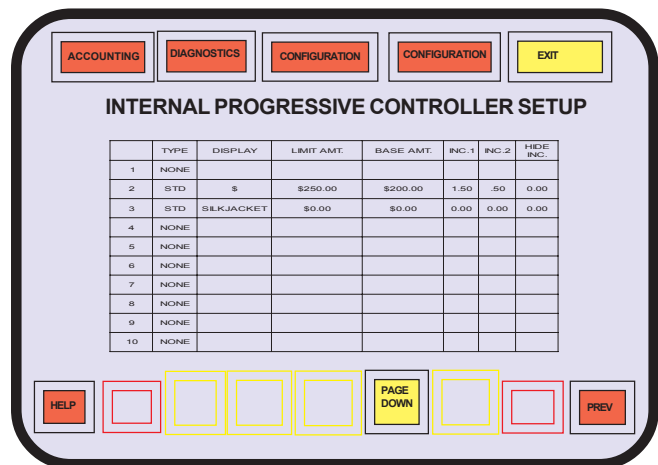 ACCOUNTING DIAGNOSTICS CONFIGURATION CONFIGURATION EXIT
INTERNAL PROGRESSIVE CONTROLLER SETUP
TYPE DISPLAY LIMIT AMT. BASE AMT. INC.1 INC.2 HIDE INC.
1 NONE
2 STD $ $250.00 $200.00 1.50 .50 0.00
3 STD SILKJACKET $0.00 $0.00 0.00 0.00 0.00
4 NONE
5 NONE
6 NONE
7 NONE
8 NONE
9 NONE
10 NONE
HELP PAGE DOWN PREV